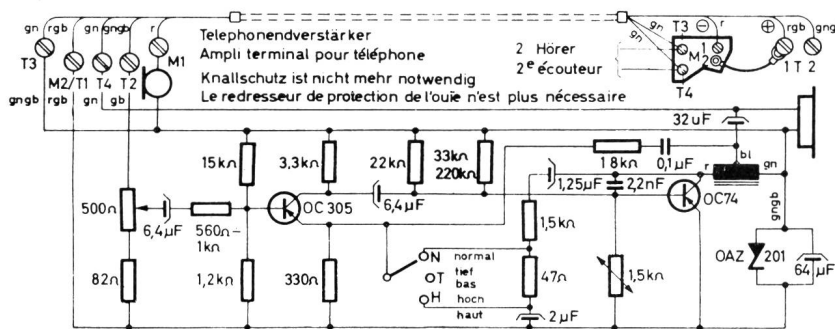 gn rgb gn gngb rgb r
T3 M2/T1 T4 T2 M1
gngb rgb gn gb
Telephonendverstärker
Ampli terminal pour téléphone
Knallschutz ist nicht mehr notwendig
Le redresseur de protection de l'ouïe n'est plus nécessaire
2 Hörer
2e écouteur
gn gn T3 ⊖ r M1 M2 T4
⊕ rgb 1 T 2 gn
32uF
15kΩ 3,3kΩ 22kΩ 33kΩ
220kΩ
18kΩ 0,1µF
bl r gn
500Ω 6,4µF 560Ω-
1kΩ
OC 305
6,4µF
1,25µF 2,2nF
OC74
gngb
1,5kΩ
82Ω 1,2kΩ 330Ω
N normal
T tief
bas
H hoch
haut
47Ω
2µF
1,5kΩ
OAZ 201
64µF